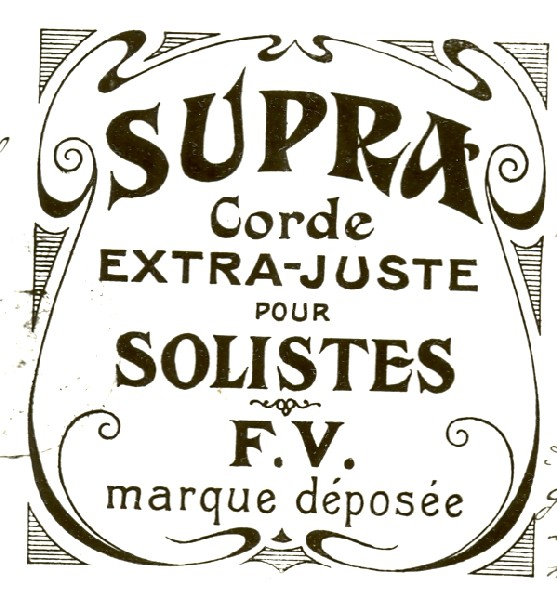 SUPRA
Corde
EXTRA-JUSTE
POUR
SOLISTES
F.V.
marque déposée